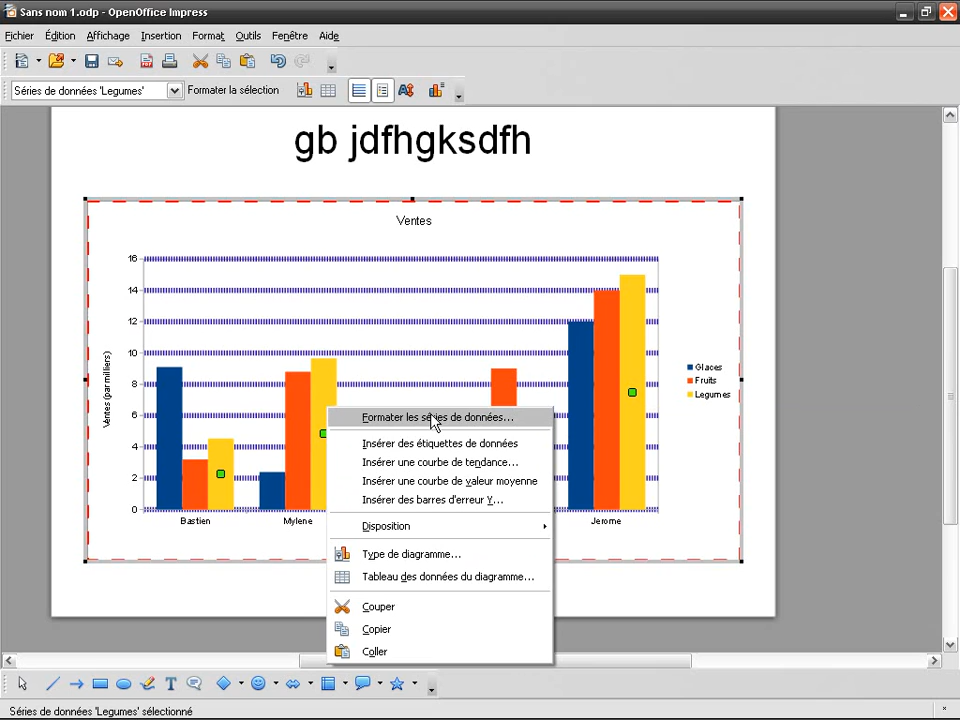 Sans nom 1.odp - OpenOffice Impress
Fichier Édition Affichage Insertion Format Outils Fenêtre Aide
Séries de données 'Legumes' Formater la sélection
gb jdfhgksdfh
Ventes
16
14
12
10
8
6
4
2
0
Ventes (par milliers)
Glaces
Fruits
Legumes
Bastien Mylene Jerome
Formater les séries de données...
Insérer des étiquettes de données
Insérer une courbe de tendance...
Insérer une courbe de valeur moyenne
Insérer des barres d'erreur Y...
Disposition
Type de diagramme...
Tableau des données du diagramme...
Couper
Copier
Coller
Séries de données 'Legumes' sélectionné